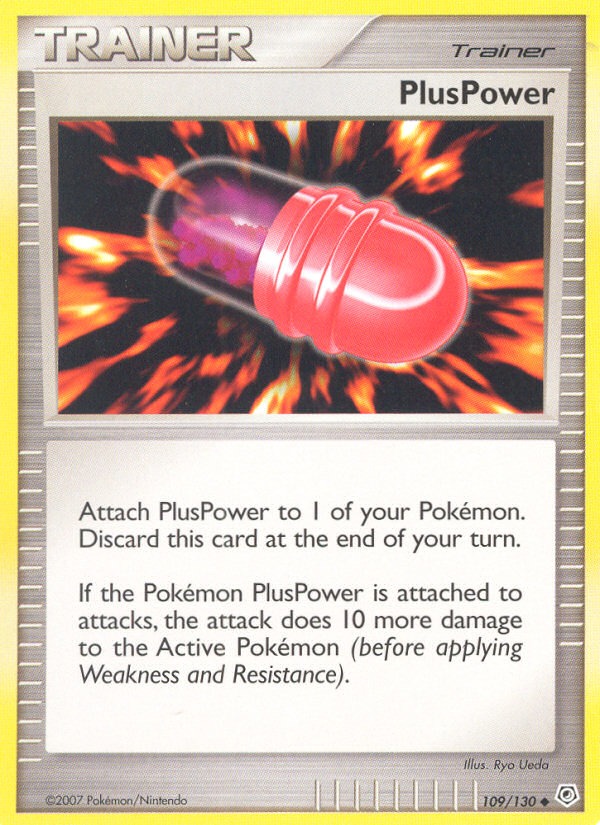 TRAINER
Trainer
PlusPower
Attach PlusPower to 1 of your Pokémon.
Discard this card at the end of your turn.
If the Pokémon PlusPower is attached to
attacks, the attack does 10 more damage
to the Active Pokémon (before applying
Weakness and Resistance).
Illus. Ryo Ueda
©2007 Pokémon/Nintendo
109/130